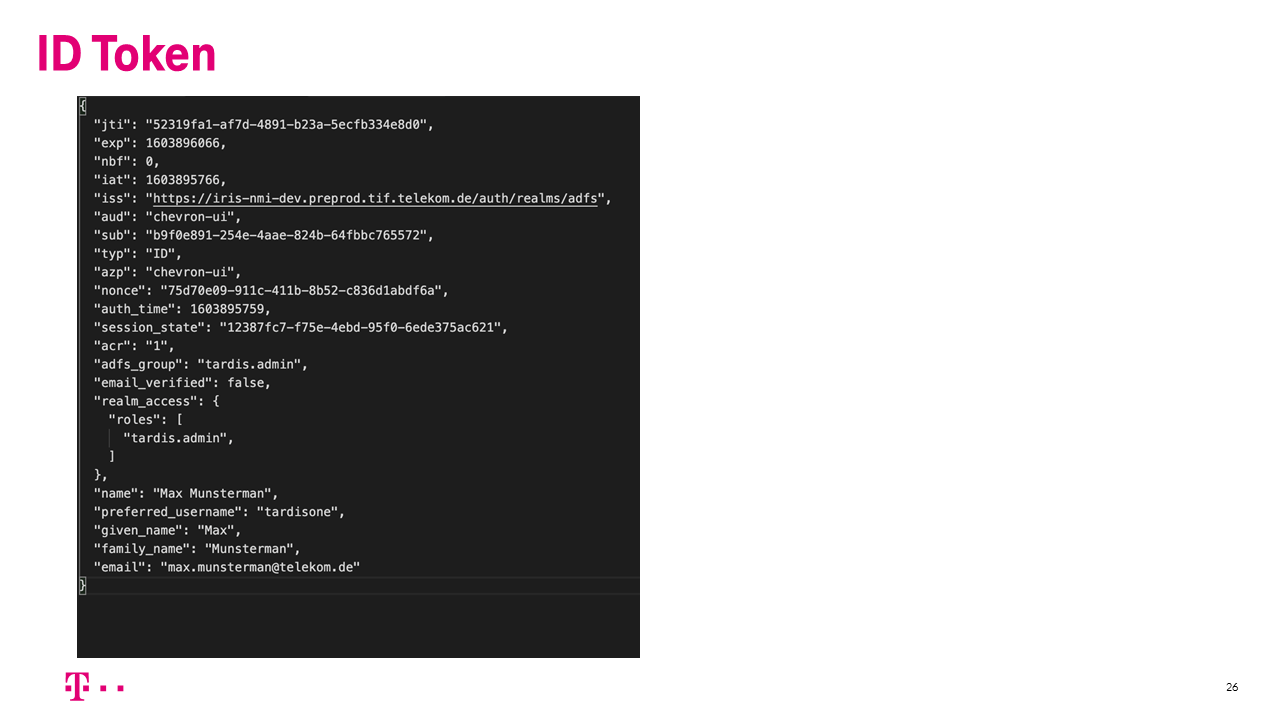 ID Token
{
"jti": "52319fa1-af7d-4891-b23a-5ecfb334e8d0",
"exp": 1603896066,
"nbf": 0,
"iat": 1603895766,
"iss": "https://iris-nmi-dev.preprod.tif.telekom.de/auth/realms/adfs",
"aud": "chevron-ui",
"sub": "b9f0e891-254e-4aae-824b-64fbbc765572",
"typ": "ID",
"azp": "chevron-ui",
"nonce": "75d70e09-911c-411b-8b52-c836d1abdf6a",
"auth_time": 1603895759,
"session_state": "12387fc7-f75e-4ebd-95f0-6ede375ac621",
"acr": "1",
"adfs_group": "tardis.admin",
"email_verified": false,
"realm_access": {
"roles": [
"tardis.admin",
]
},
"name": "Max Munsterman",
"preferred_username": "tardisone",
"given_name": "Max",
"family_name": "Munsterman",
"email": "max.munsterman@telekom.de"
}
T
26